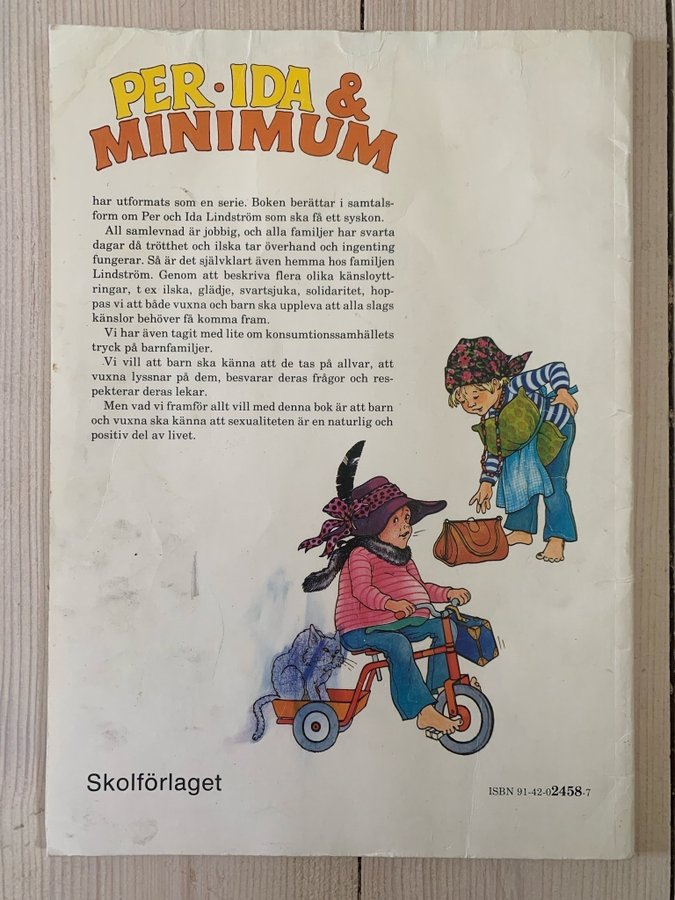 PER·IDA &
MINIMUM
har utformats som en serie. Boken berättar i samtals-
form om Per och Ida Lindström som ska få ett syskon.
All samlevnad är jobbig, och alla familjer har svarta
dagar då trötthet och ilska tar överhand och ingenting
fungerar. Så är det självklart även hemma hos familjen
Lindström. Genom att beskriva flera olika känsloytt-
ringar, t ex ilska, glädje, svartsjuka, solidaritet, hop-
pas vi att både vuxna och barn ska uppleva att alla slags
känslor behöver få komma fram.
Vi har även tagit med lite om konsumtionssamhällets
tryck på barnfamiljer.
Vi vill att barn ska känna att de tas på allvar, att
vuxna lyssnar på dem, besvarar deras frågor och res-
pekterar deras lekar.
Men vad vi framför allt vill med denna bok är att barn
och vuxna ska känna att sexualiteten är en naturlig och
positiv del av livet.
Skolförlaget
ISBN 91-42-02458-7